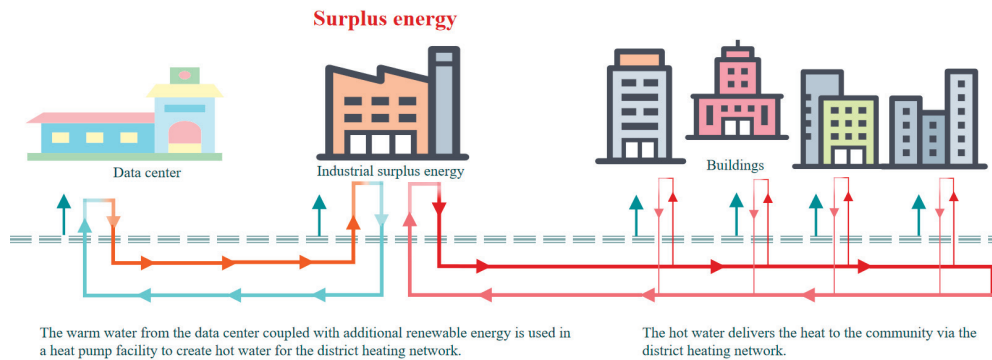 Surplus energy
Data center
Industrial surplus energy
Buildings
The warm water from the data center coupled with additional renewable energy is used in
a heat pump facility to create hot water for the district heating network.
The hot water delivers the heat to the community via the
district heating network.